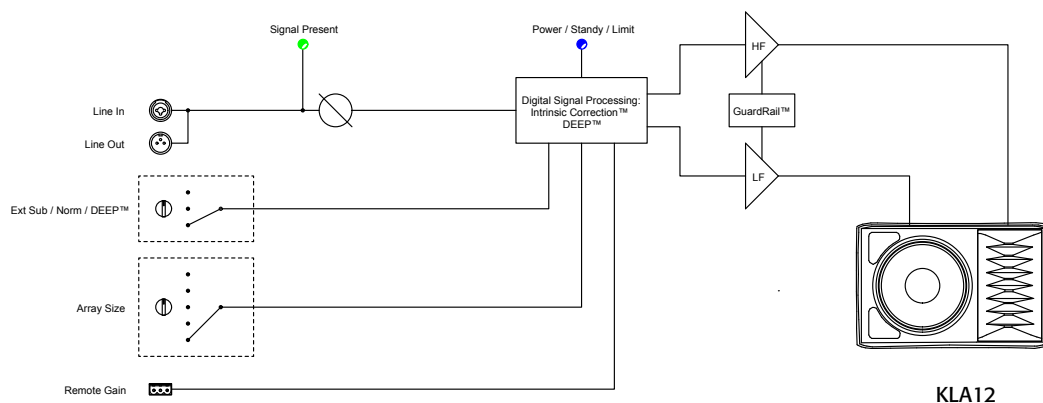 Signal Present
Power / Standy / Limit
HF
Line In
Digital Signal Processing:
Intrinsic Correction™
DEEP™
GuardRail™
Line Out
LF
Ext Sub / Norm / DEEP™
Array Size
Remote Gain
KLA12